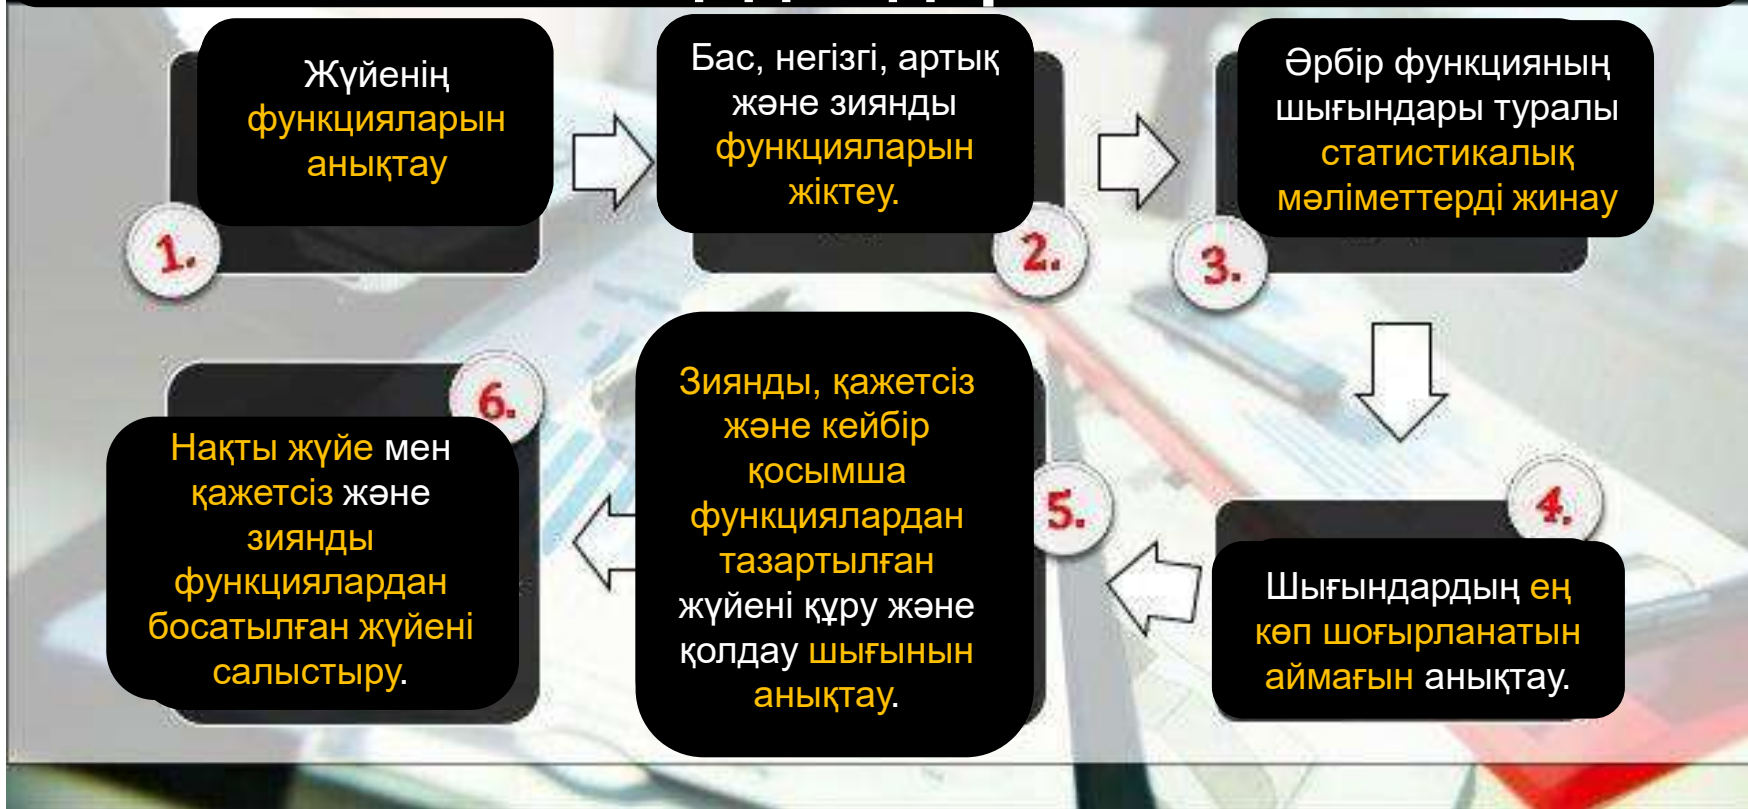 Жүйенің
функцияларын
анықтау
1.
Бас, негізгі, артық
және зиянды
функцияларын
жіктеу.
2.
Әрбір функцияның
шығындары туралы
статистикалық
мәліметтерді жинау
3.
4.
Шығындардың ең
көп шоғырланатын
аймағын анықтау.
5.
Зиянды, қажетсіз
және кейбір
қосымша
функциялардан
тазартылған
жүйені құру және
қолдау шығынын
анықтау.
6.
Нақты жүйе мен
қажетсіз және
зиянды
функциялардан
босатылған жүйені
салыстыру.